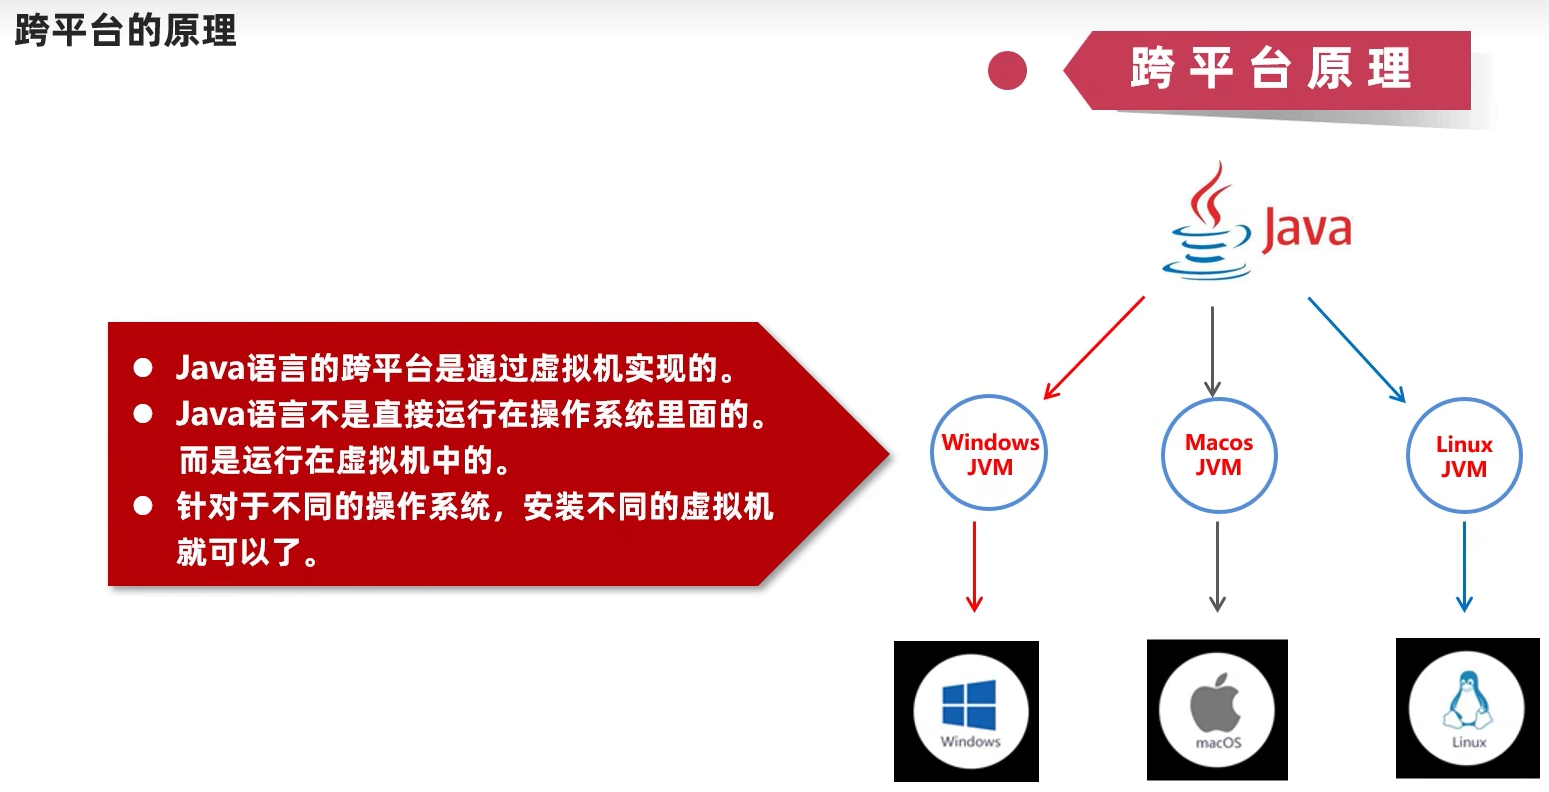 跨平台的原理
跨平台原理
Java
● Java语言的跨平台是通过虚拟机实现的。
● Java语言不是直接运行在操作系统里面的。
而是运行在虚拟机中的。
● 针对于不同的操作系统，安装不同的虚拟机
就可以了。
Windows
JVM
Macos
JVM
Linux
JVM
Windows
macOS
Linux